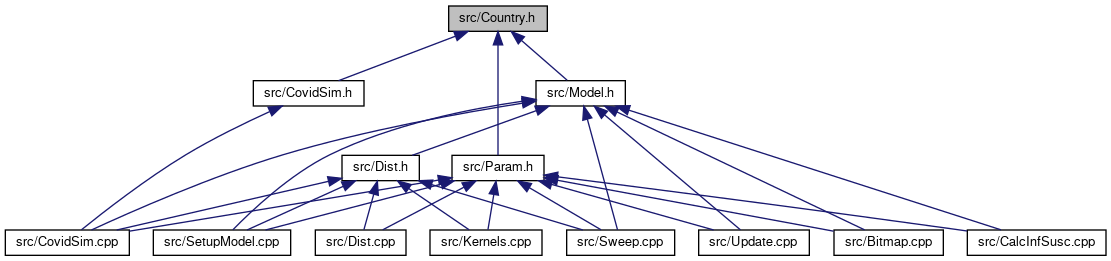 src/Country.h
src/CovidSim.h
src/Model.h
src/Dist.h
src/Param.h
src/CovidSim.cpp
src/SetupModel.cpp
src/Dist.cpp
src/Kernels.cpp
src/Sweep.cpp
src/Update.cpp
src/Bitmap.cpp
src/CalcInfSusc.cpp